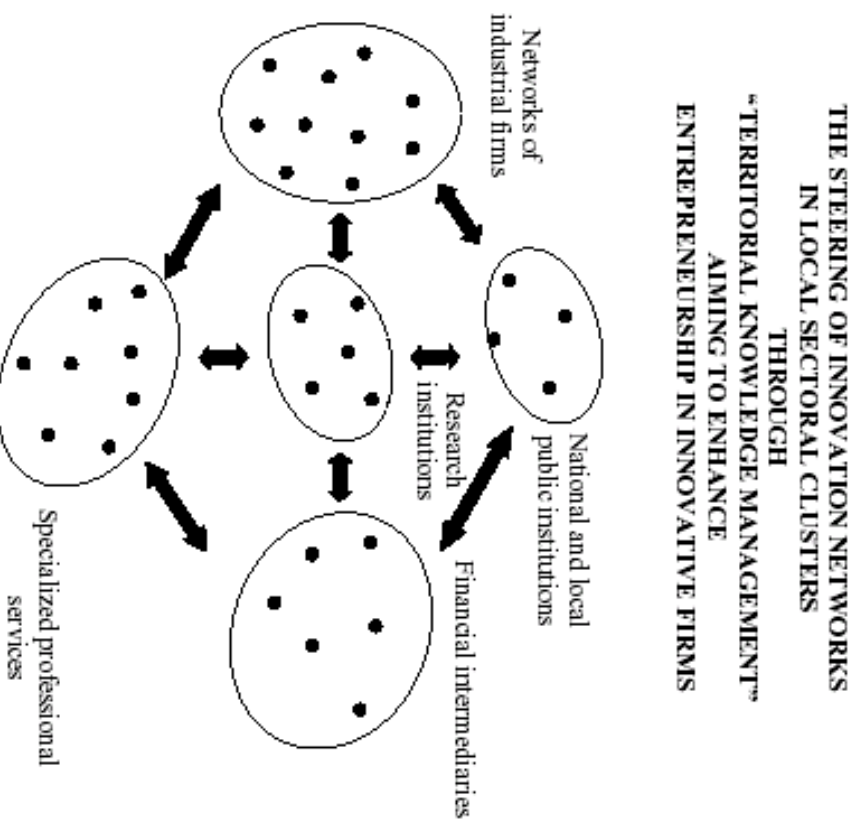 THE STEERING OF INNOVATION NETWORKS
IN LOCAL SECTORAL CLUSTERS
THROUGH
“TERRITORIAL KNOWLEDGE MANAGEMENT”
AIMING TO ENHANCE
ENTREPRENEURSHIP IN INNOVATIVE FIRMS
National and local
public institutions
Networks of
industrial firms
Research
institutions
Financial intermediaries
Specialized professional
services